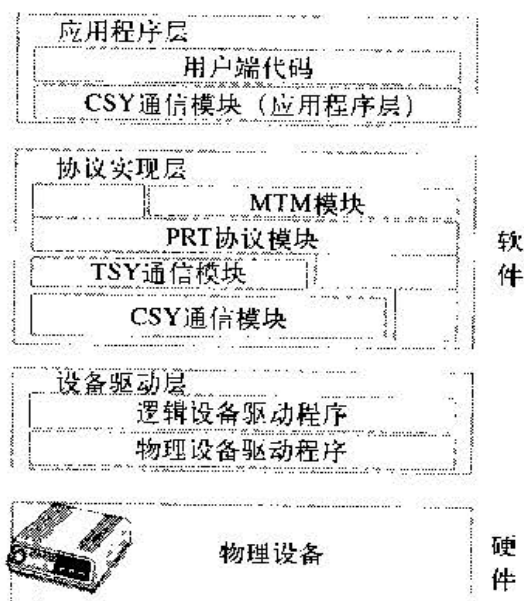 应用程序层
用户端代码
CSY通信模块（应用程序层）
协议实现层
MTM模块
PRT协议模块
TSY通信模块
CSY通信模块
软件
设备驱动层
逻辑设备驱动程序
物理设备驱动程序
物理设备
硬件